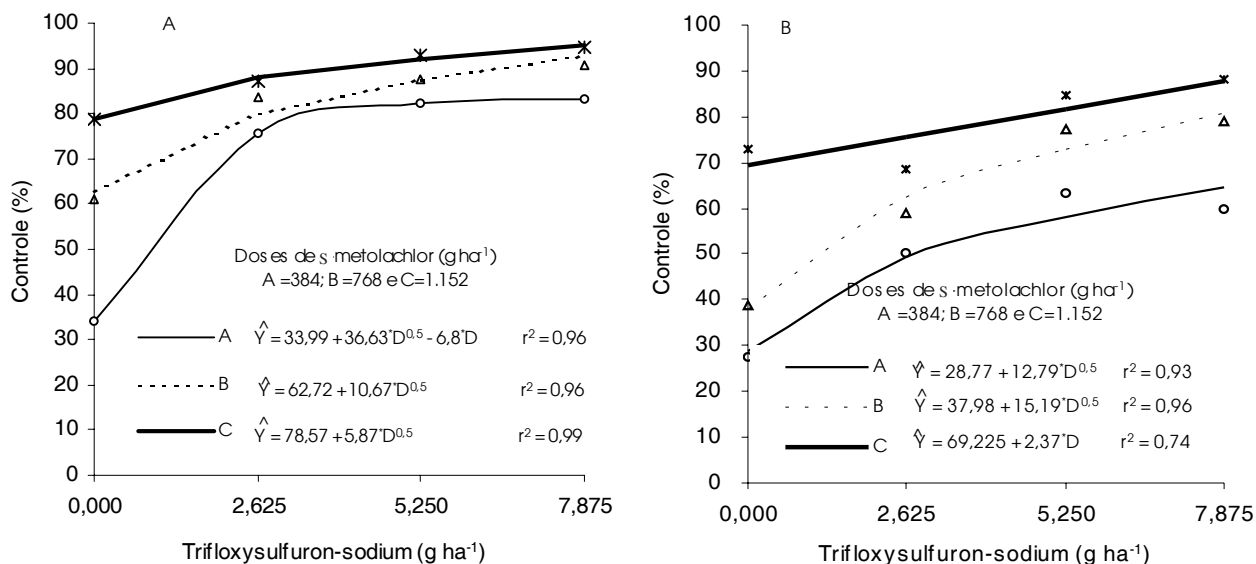 A
Controle (%)
100
90
80
70
60
50
40
30
20
10
0
Doses de s-metolachlor (g ha-1)
A =384; B =768 e C=1.152
A Ŷ = 33,99 + 36,63*D0,5 - 6,8*D r2 = 0,96
B Ŷ = 62,72 + 10,67*D0,5 r2 = 0,96
C Ŷ = 78,57 + 5,87*D0,5 r2 = 0,99
0,000 2,625 5,250 7,875
Trifloxysulfuron-sodium (g ha-1)
B
Controle (%)
100
90
80
70
60
50
40
30
20
10
0
Doses de s-metolachlor (g ha-1)
A =384; B =768 e C=1.152
A Ŷ = 28,77 + 12,79*D0,5 r2 = 0,93
B Ŷ = 37,98 + 15,19*D0,5 r2 = 0,96
C Ŷ = 69,225 + 2,37*D r2 = 0,74
0,000 2,625 5,250 7,875
Trifloxysulfuron-sodium (g ha-1)